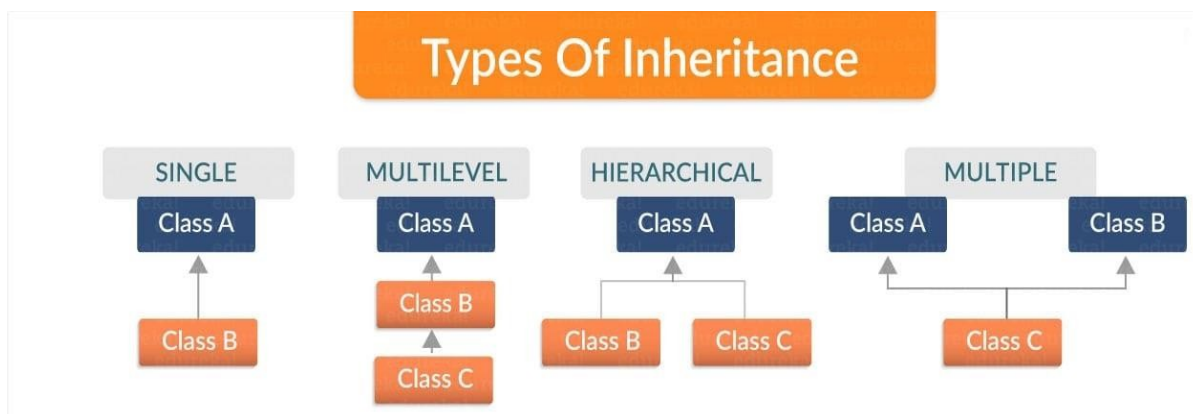 Types Of Inheritance
SINGLE
Class A
Class B
MULTILEVEL
Class A
Class B
Class C
HIERARCHICAL
Class A
Class B
Class C
MULTIPLE
Class A
Class B
Class C